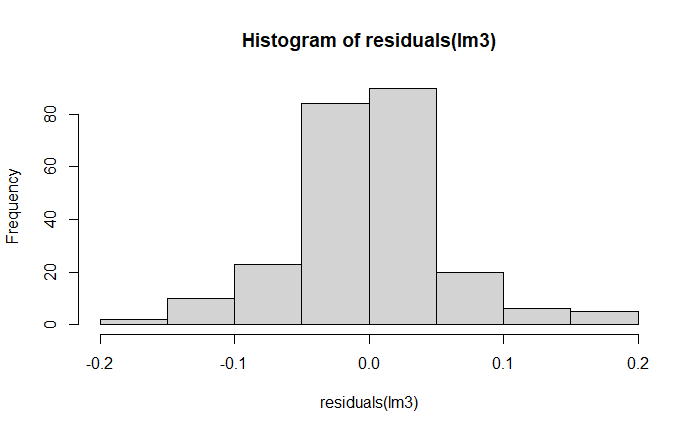 Histogram of residuals(lm3)
Frequency
80
60
40
20
0
-0.2 -0.1 0.0 0.1 0.2
residuals(lm3)